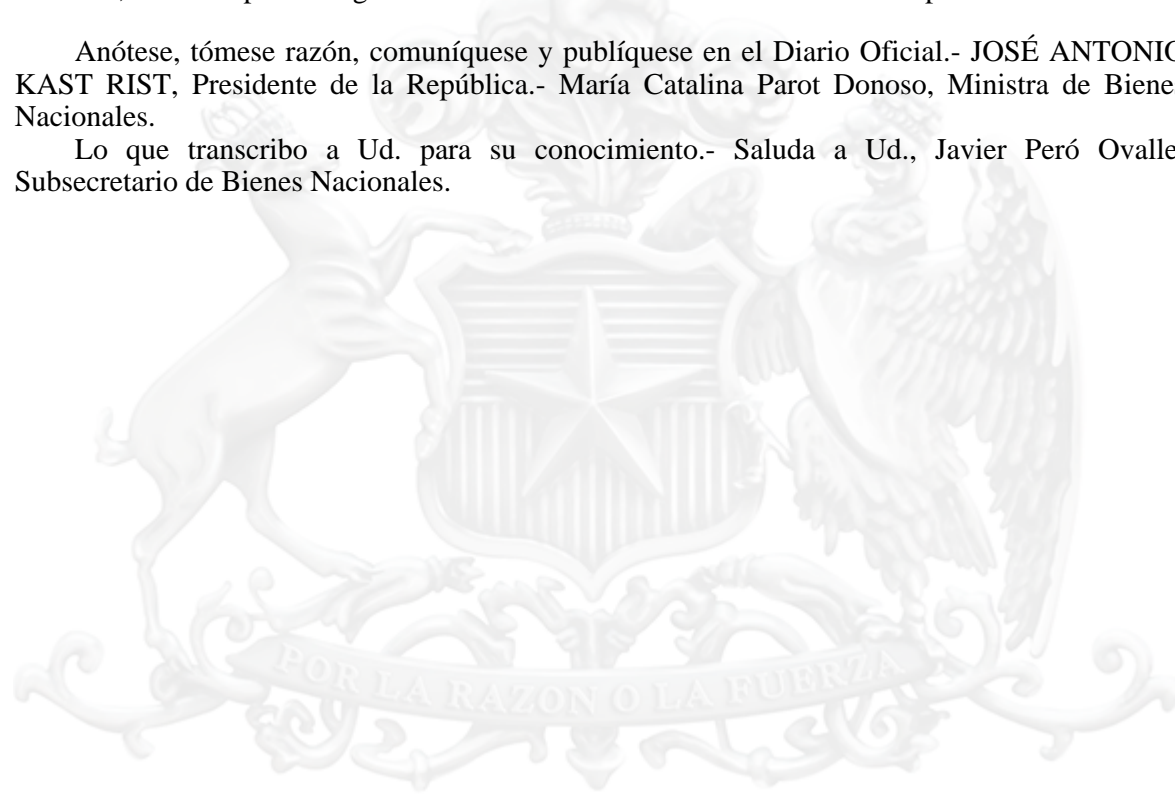 Anótese, tómese razón, comuníquese y publíquese en el Diario Oficial.- JOSÉ ANTONIO
KAST RIST, Presidente de la República.- María Catalina Parot Donoso, Ministra de Biene
Nacionales.
Lo que transcribo a Ud. para su conocimiento.- Saluda a Ud., Javier Peró Ovalle
Subsecretario de Bienes Nacionales.
POR LA RAZON O LA FUERZA